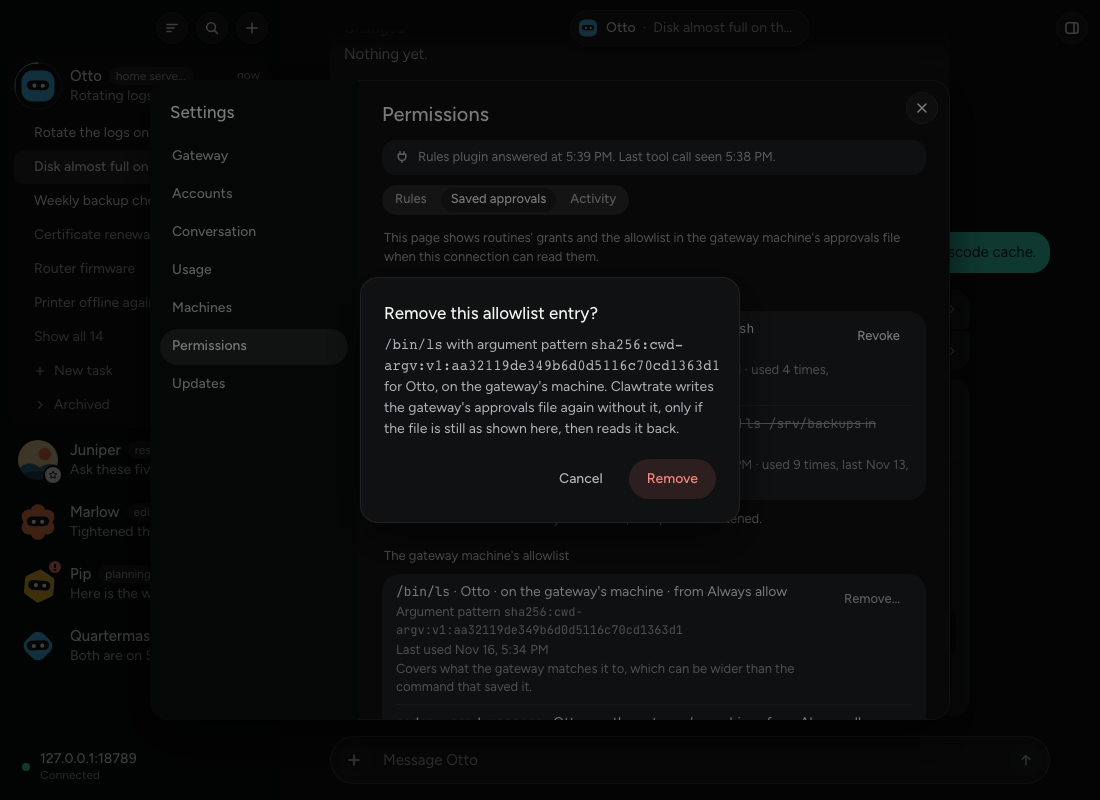 Otto · Disk almost full on th...
Nothing yet.
Otto home serve... now
Rotating logs
Rotate the logs on
Disk almost full on
Weekly backup che
Certificate renewa
Router firmware
Printer offline agai
Show all 14
New task
Archived
Juniper res
Ask these fiv
Marlow edi
Tightened th
Pip planning
Here is the w
Quartermas
Both are on S
127.0.0.1:18789
Connected
Settings
Gateway
Accounts
Conversation
Usage
Machines
Permissions
Updates
Permissions
Rules plugin answered at 5:39 PM. Last tool call seen 5:38 PM.
Rules Saved approvals Activity
This page shows routines' grants and the allowlist in the gateway machine's approvals file
when this connection can read them.
scode cache.
sh
Revoke
· used 4 times,
ls /srv/backups in
PM · used 9 times, last Nov 13,
ened.
Remove this allowlist entry?
/bin/ls with argument pattern sha256:cwd-
argv:v1:aa32119de349b6d0d5116c70cd1363d1
for Otto, on the gateway's machine. Clawtrate writes
the gateway's approvals file again without it, only if
the file is still as shown here, then reads it back.
Cancel Remove
The gateway machine's allowlist
/bin/ls · Otto · on the gateway's machine · from Always allow
Remove...
Argument pattern sha256:cwd-
argv:v1:aa32119de349b6d0d5116c70cd1363d1
Last used Nov 16, 5:34 PM
Covers what the gateway matches it to, which can be wider than the
command that saved it.
Message Otto